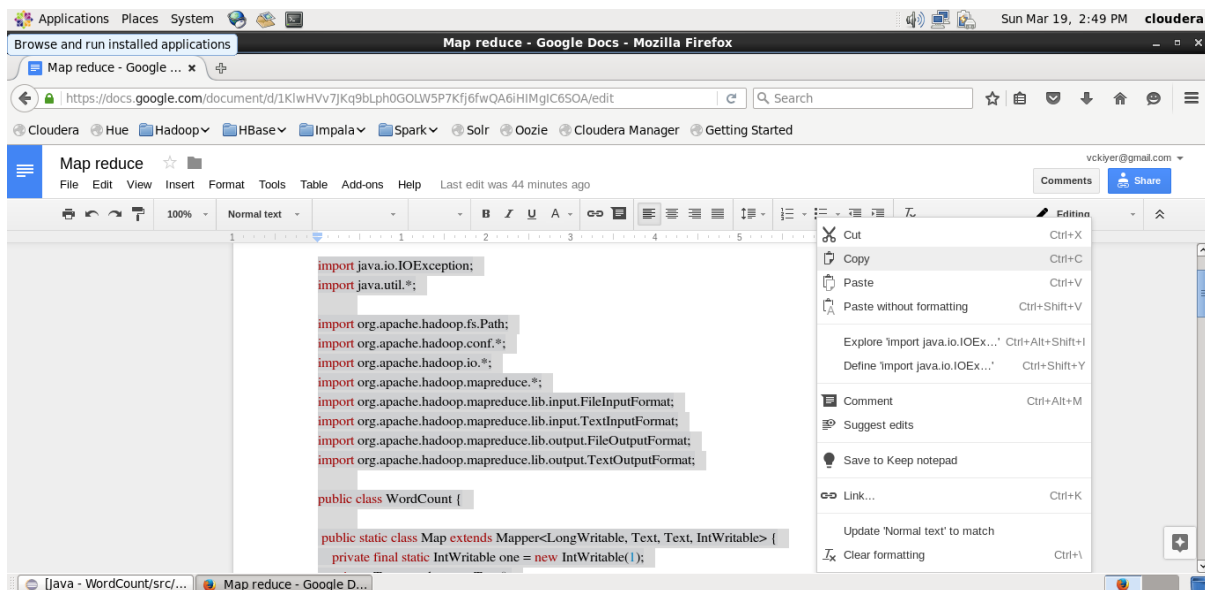 Applications Places System Sun Mar 19, 2:49 PM cloudera
Browse and run installed applications Map reduce - Google Docs - Mozilla Firefox
Map reduce - Google ...
https://docs.google.com/document/d/1KlwHVv7JKq9bLph0GOLW5P7Kfj6fwQA6iHIMgIC6SOA/edit Search
Cloudera Hue Hadoop HBase Impala Spark Solr Oozie Cloudera Manager Getting Started
Map reduce vckiyer@gmail.com
File Edit View Insert Format Tools Table Add-ons Help Last edit was 44 minutes ago Comments Share
100% Normal text B I U A Editing
1 1 2 3 4 5
import java.io.IOException;
import java.util.*;
import org.apache.hadoop.fs.Path;
import org.apache.hadoop.conf.*;
import org.apache.hadoop.io.*;
import org.apache.hadoop.mapreduce.*;
import org.apache.hadoop.mapreduce.lib.input.FileInputFormat;
import org.apache.hadoop.mapreduce.lib.input.TextInputFormat;
import org.apache.hadoop.mapreduce.lib.output.FileOutputFormat;
import org.apache.hadoop.mapreduce.lib.output.TextOutputFormat;
public class WordCount {
public static class Map extends Mapper<LongWritable, Text, Text, IntWritable> {
private final static IntWritable one = new IntWritable(1);
Cut Ctrl+X
Copy Ctrl+C
Paste Ctrl+V
Paste without formatting Ctrl+Shift+V
Explore 'import java.io.IOEx...' Ctrl+Alt+Shift+I
Define 'import java.io.IOEx...' Ctrl+Shift+Y
Comment Ctrl+Alt+M
Suggest edits
Save to Keep notepad
Link... Ctrl+K
Update 'Normal text' to match
Clear formatting Ctrl+\
[Java - WordCount/src/... Map reduce - Google D...